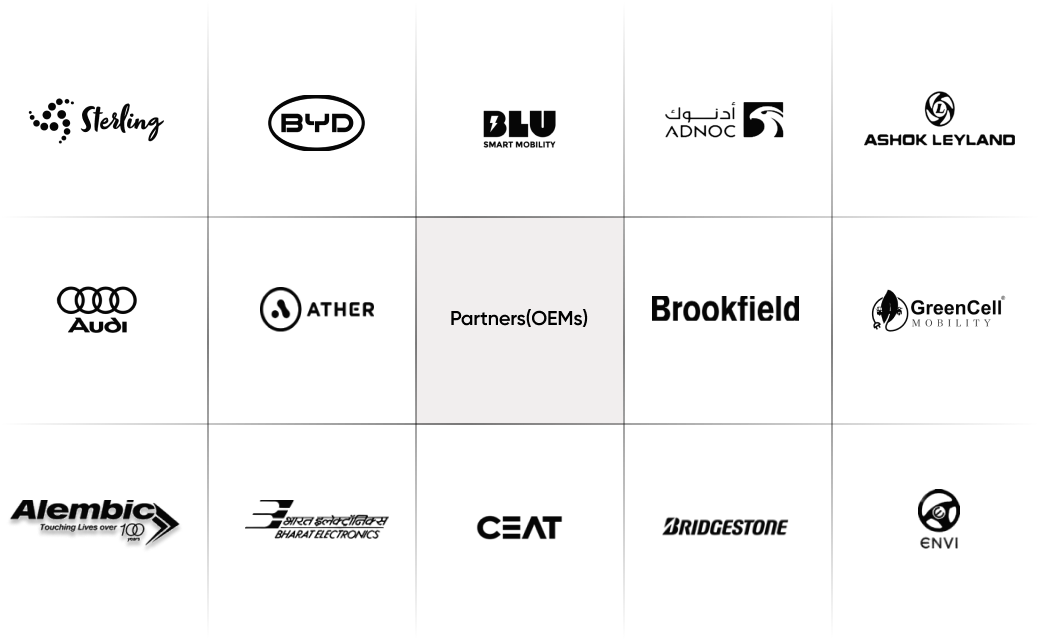 Sterling
BYD
BLU
SMART MOBILITY
أدنوك
ADNOC
L
ASHOK LEYLAND
Audi
ATHER
Partners(OEMs)
Brookfield
GreenCell®
MOBILITY
Alembic
Touching Lives over 100
years
भारत इलेक्ट्रॉनिक्स
BHARAT ELECTRONICS
CEAT
BRIDGESTONE
ENVI